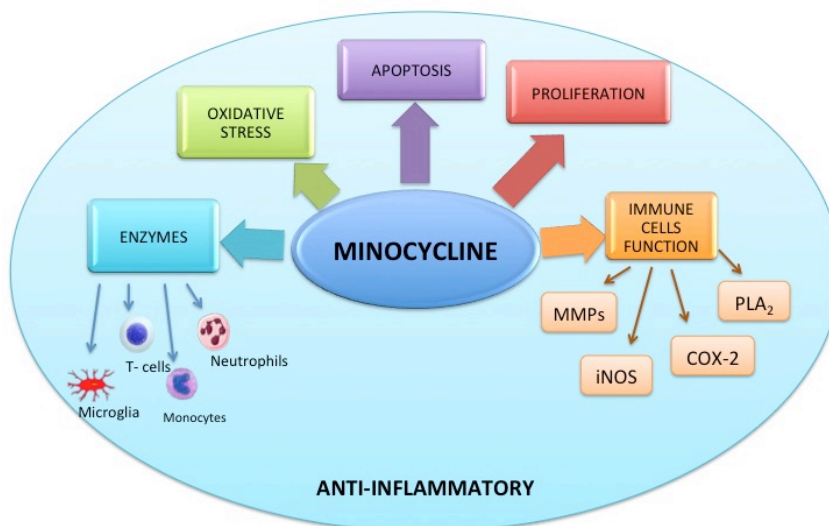 APOPTOSIS
PROLIFERATION
OXIDATIVE
STRESS
ENZYMES
MINOCYCLINE
IMMUNE
CELLS
FUNCTION
MMPs
PLA₂
iNOS
COX-2
T- cells
Neutrophils
Microglia
Monocytes
ANTI-INFLAMMATORY